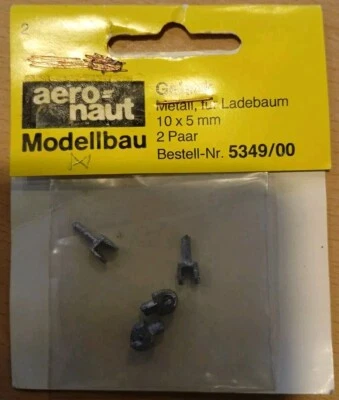 2
aero-
naut
Modellbau
Metall, für Ladebaum
10 x 5 mm
2 Paar
Bestell-Nr. 5349/00